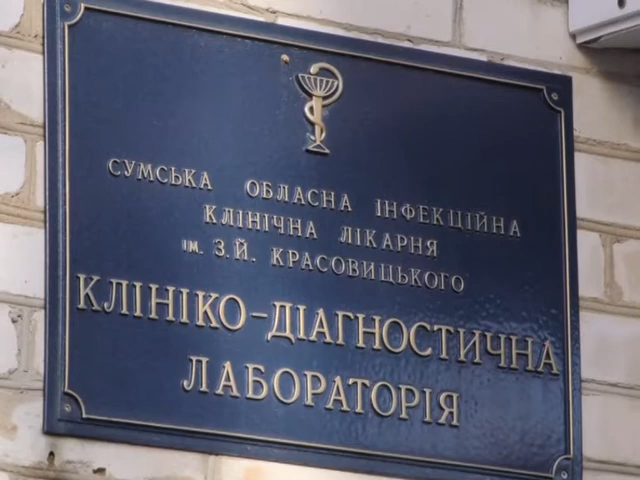 СУМСЬКА ОБЛАСНА ІНФЕКЦІЙНА
КЛІНІЧНА ЛІКАРНЯ
ІМ. З.Й. КРАСОВИЦЬКОГО
КЛІНІКО-ДІАГНОСТИЧНА
ЛАБОРАТОРІЯ